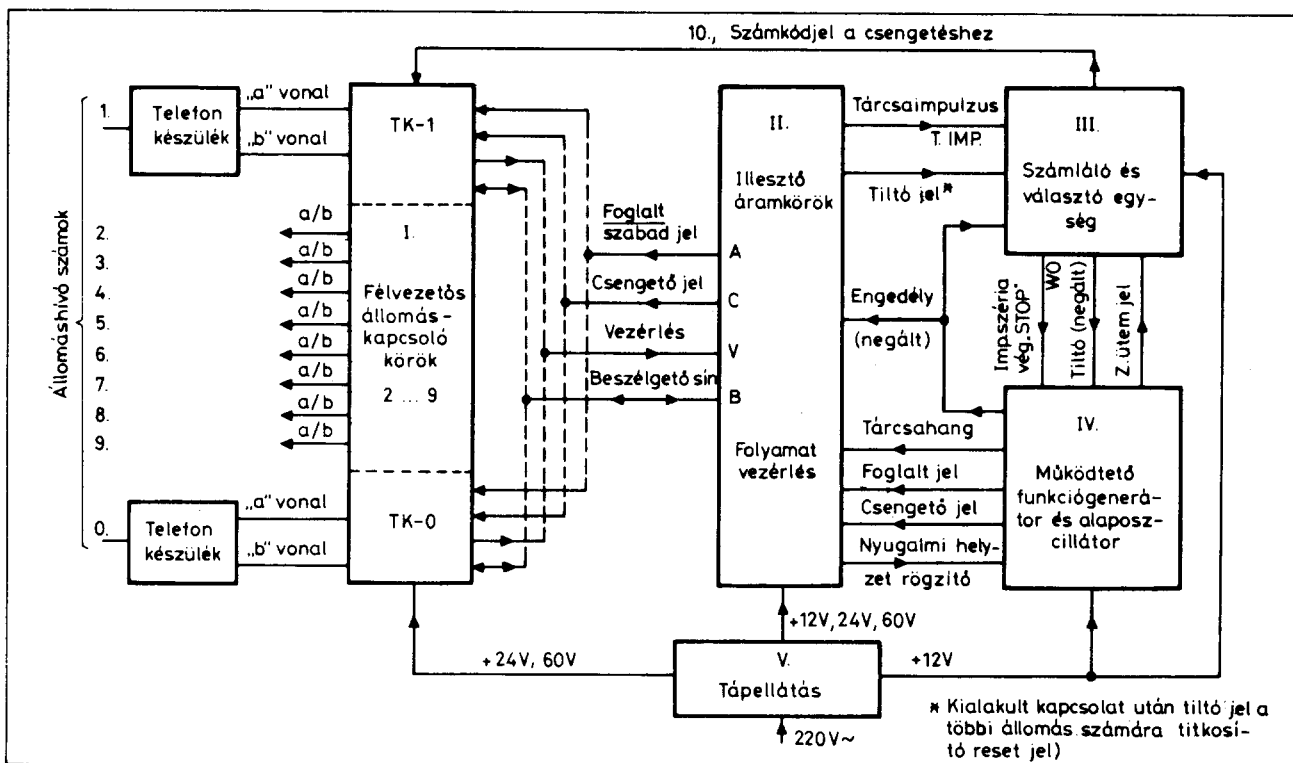 10., Számkódjel a csengetéshez
Állomáshívó számok
1.
2.
3.
4.
5.
6.
7.
8.
9.
0.
Telefon
készülék
„a" vonal
„b" vonal
a/b
a/b
a/b
a/b
a/b
a/b
a/b
a/b
Telefon
készülék
„a" vonal
„b" vonal
TK-1
I.
Félvezetős
állomás-
kapcsoló
körök
2 ... 9
TK-0
Foglalt
szabad jel
Csengető jel
Vezérlés
Beszélgető sín
II.
Illesztő
áramkörök
A
C
V
B
Folyamat
vezérlés
Tárcsaimpulzus
T. IMP.
Tiltó jel*
Engedély
(negált)
Tárcsahang
Foglalt jel
Csengető jel
Nyugalmi hely-
zet rögzítő
III.
Számláló és
választó egy-
ség
Imp.széria
vég.STOP"
WO
Tiltó (negált)
Z.ütem jel
IV.
Működtető
funkciógenerá-
tor és alaposz-
cillátor
+12V, 24V, 60V
+24V, 60V
V.
Tápellátás
+12V
220V~
* Kialakult kapcsolat után tiltó jel a
többi állomás számára titkosí-
tó reset jel)